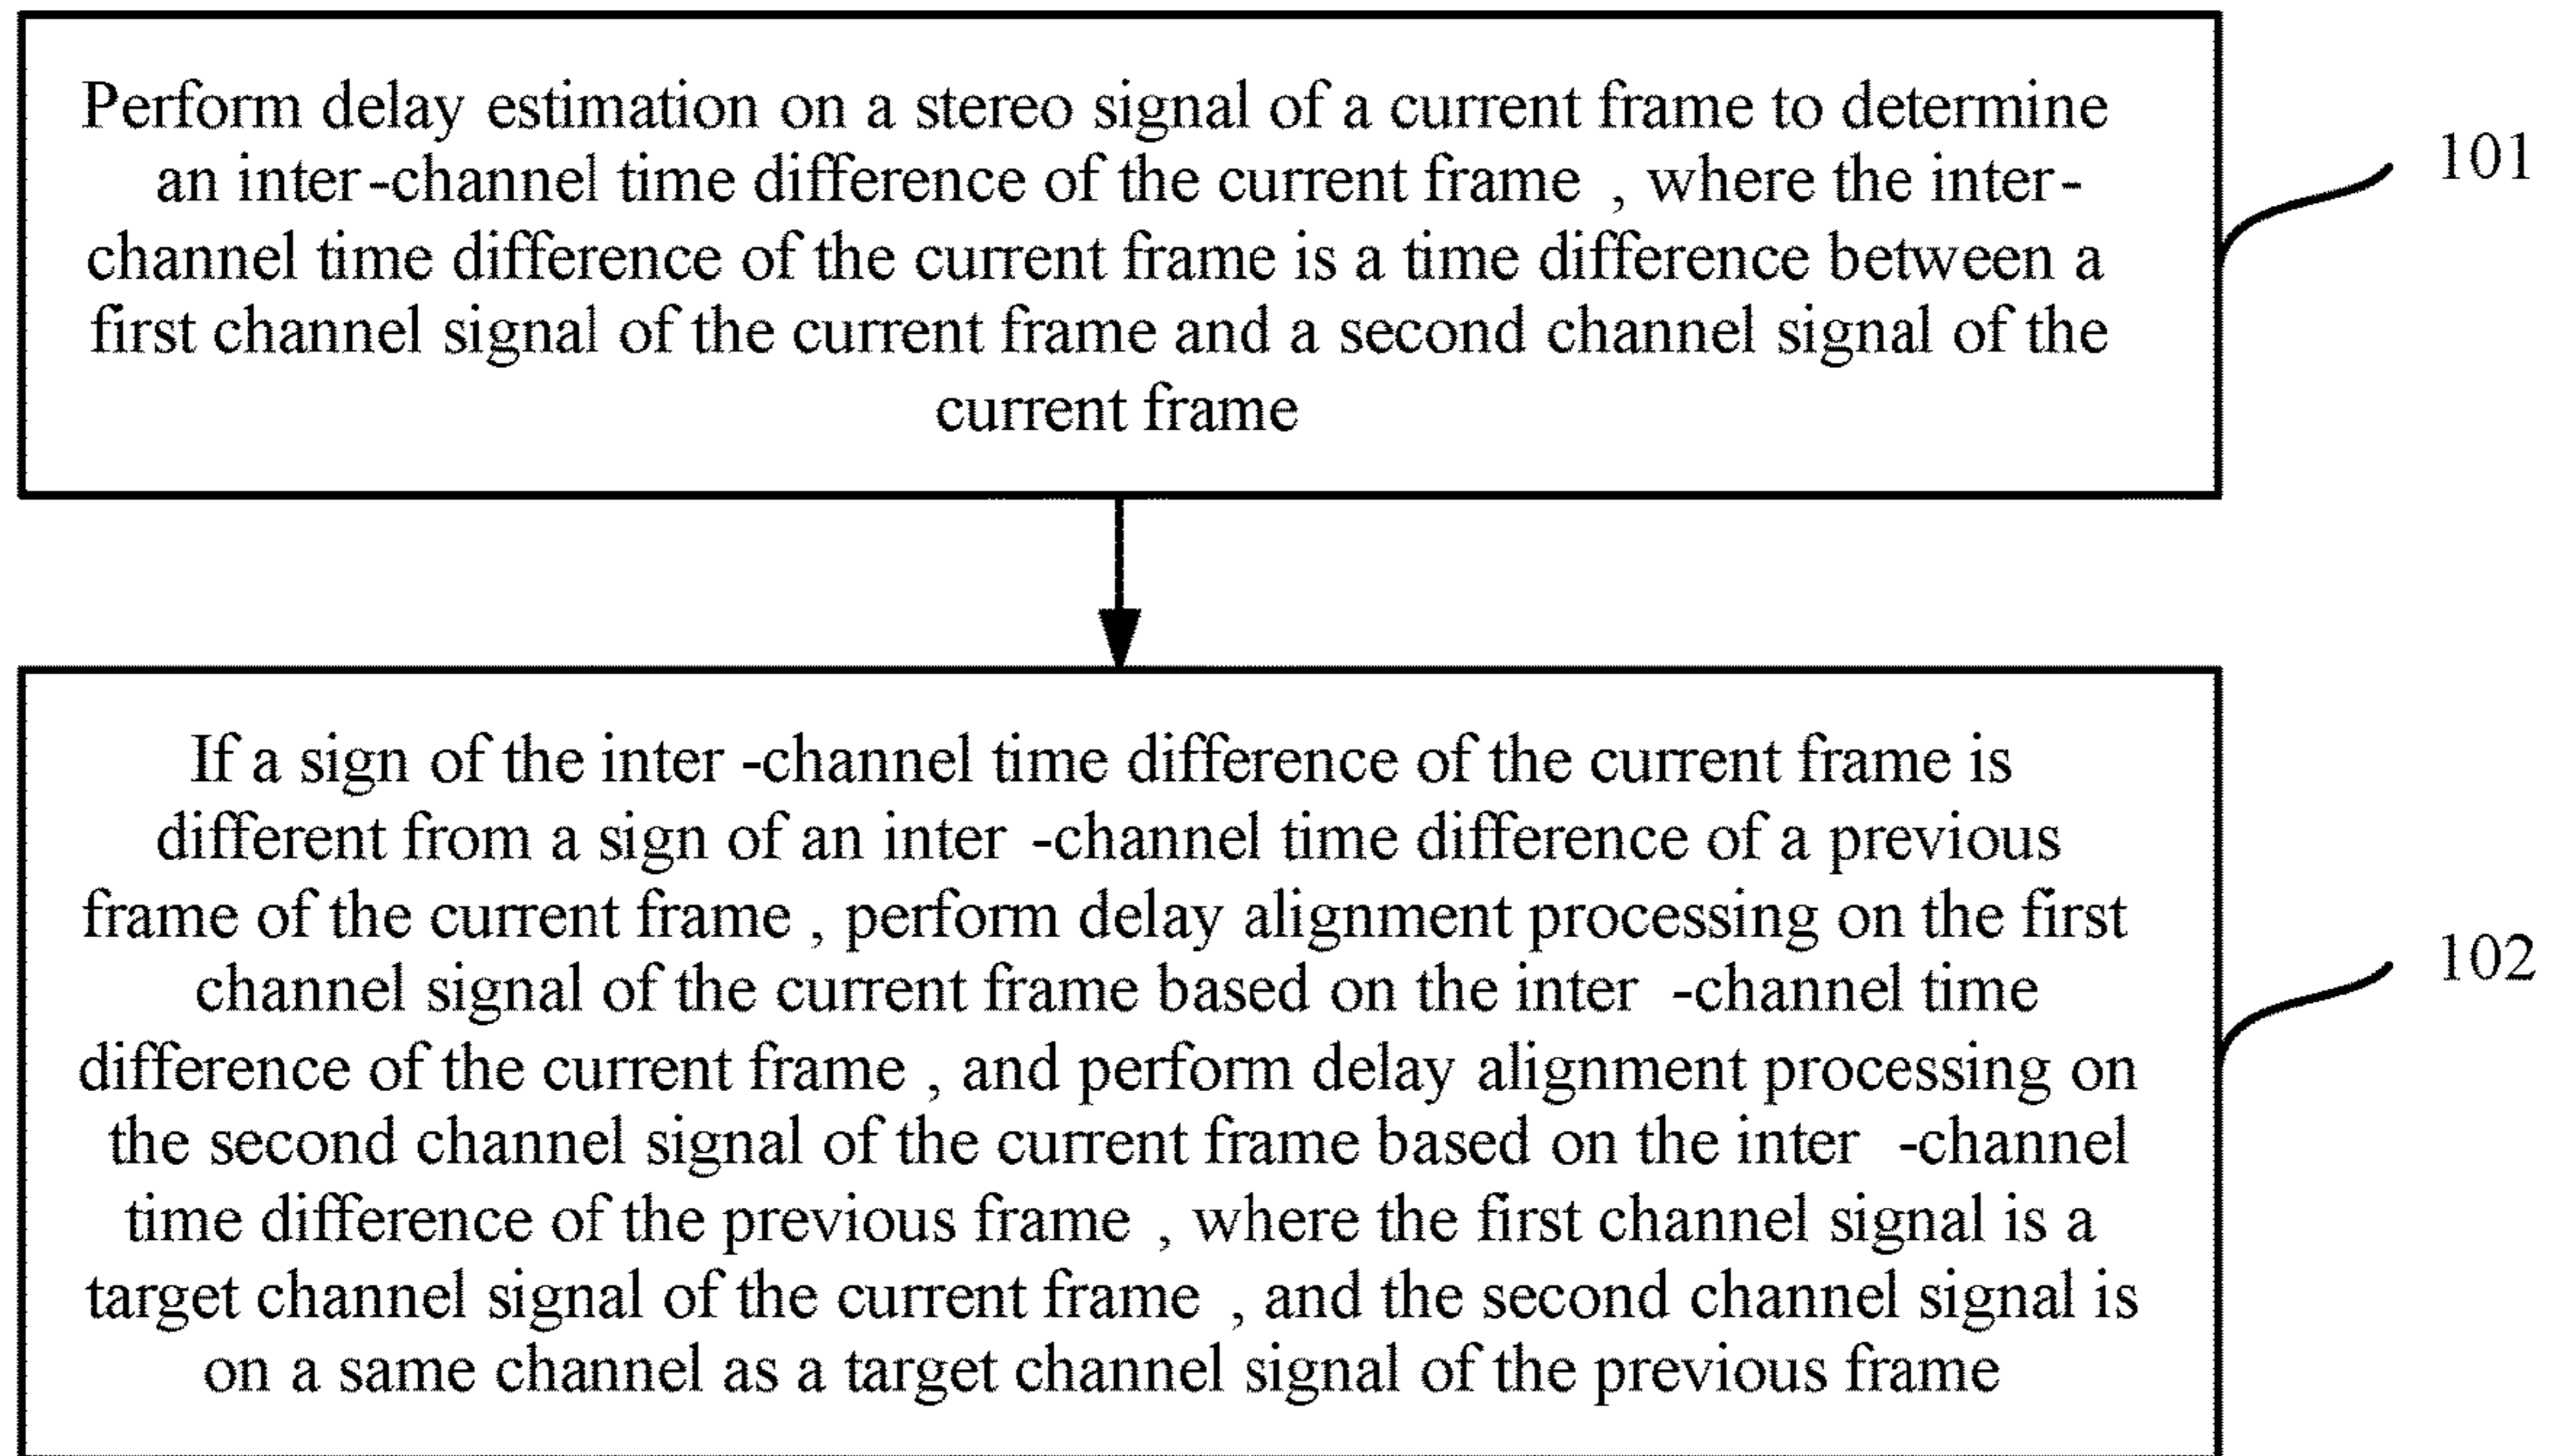 Perform delay estimation on a stereo signal of a current frame to determine
an inter-channel time difference of the current frame , where the inter-
channel time difference of the current frame is a time difference between a
first channel signal of the current frame and a second channel signal of the
current frame
101
If a sign of the inter -channel time difference of the current frame is
different from a sign of an inter -channel time difference of a previous
frame of the current frame , perform delay alignment processing on the first
channel signal of the current frame based on the inter -channel time
difference of the current frame , and perform delay alignment processing on
the second channel signal of the current frame based on the inter -channel
time difference of the previous frame , where the first channel signal is a
target channel signal of the current frame , and the second channel signal is
on a same channel as a target channel signal of the previous frame
102